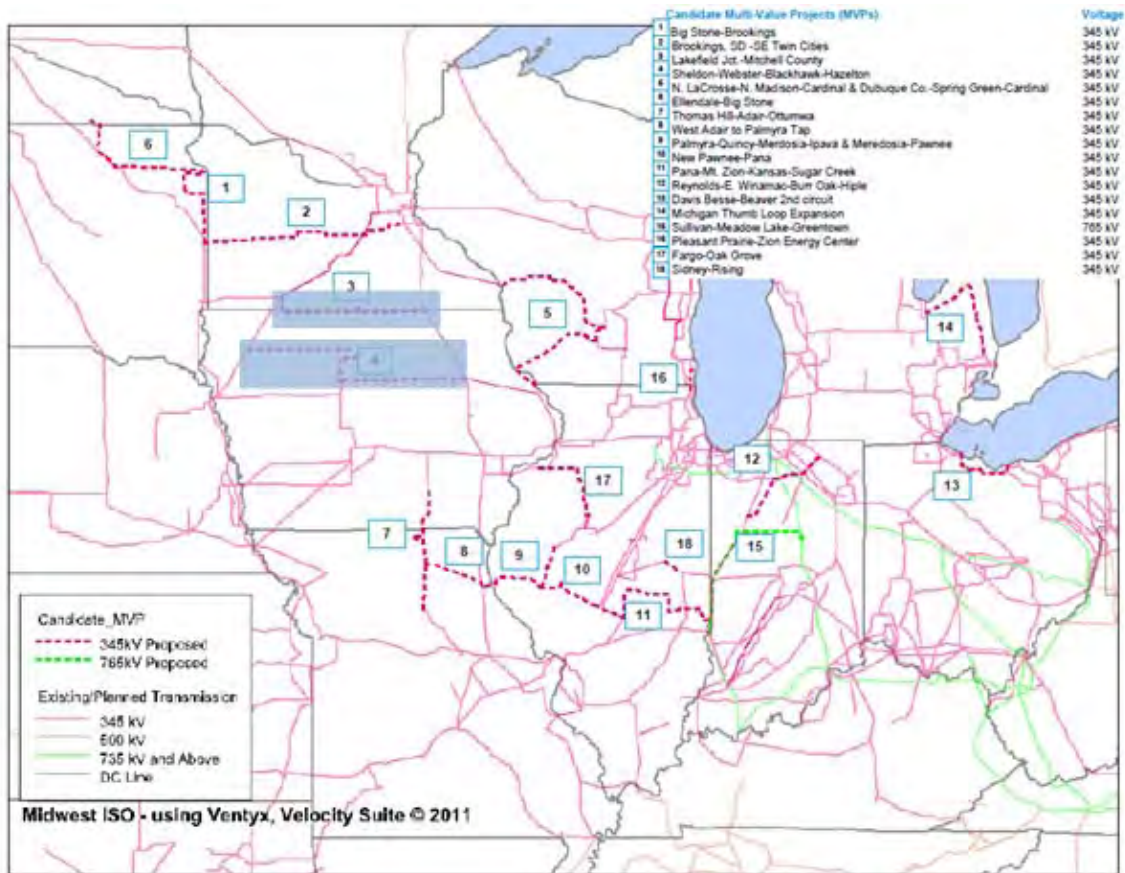 Candidate Multi-Value Projects (MVPs) Voltage
1 Big Stone-Brookings 345 kV
2 Brookings, SD -SE Twin Cities 345 kV
3 Lakefield Jct.-Mitchell County 345 kV
4 Sheldon-Webster-Blackhawk-Hazelton 345 kV
5 N. LaCrosse-N. Madison-Cardinal & Dubuque Co.-Spring Green-Cardinal 345 kV
6 Ellendale-Big Stone 345 kV
7 Thomas Hill-Adair-Ottumwa 345 kV
8 West Adair to Palmyra Tap 345 kV
9 Palmyra-Quincy-Merdosia-Ipava & Meredosia-Pawnee 345 kV
10 New Pawnee-Pana 345 kV
11 Pana-Mt. Zion-Kansas-Sugar Creek 345 kV
12 Reynolds-E. Winamac-Burr Oak-Hiple 345 kV
13 Davis Besse-Beaver 2nd circuit 345 kV
14 Michigan Thumb Loop Expansion 345 kV
15 Sullivan-Meadow Lake-Greentown 765 kV
16 Pleasant Prairie-Zion Energy Center 345 kV
17 Fargo-Oak Grove 345 kV
18 Sidney-Rising 345 kV
6
1
2
3
4
5
14
16
12
13
17
7
8
9
10
18
15
11
Candidate_MVP
345kV Proposed
765kV Proposed
Existing/Planned Transmission
345 kV
500 kV
735 kV and Above
DC Line
Midwest ISO - using Ventyx, Velocity Suite © 2011